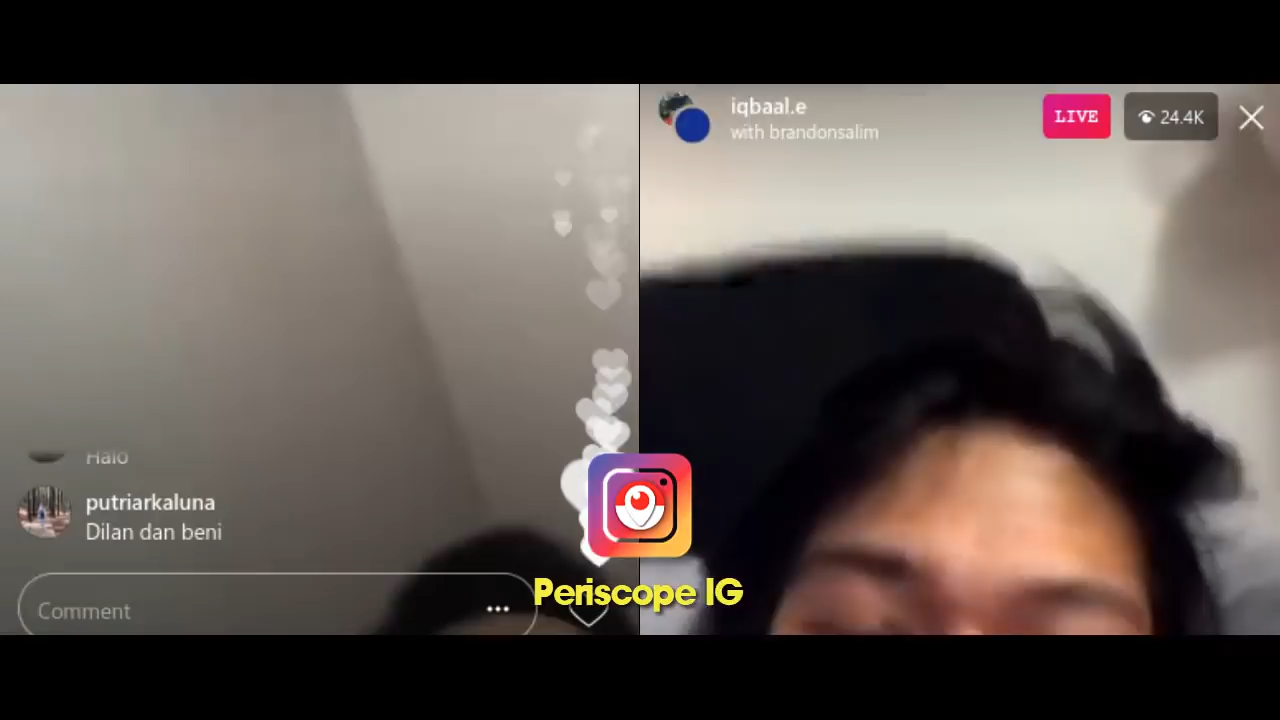 iqbaal.e
with brandonsalim
LIVE
24.4K
Halo
putriarkaluna
Dilan dan beni
Comment
Periscope IG